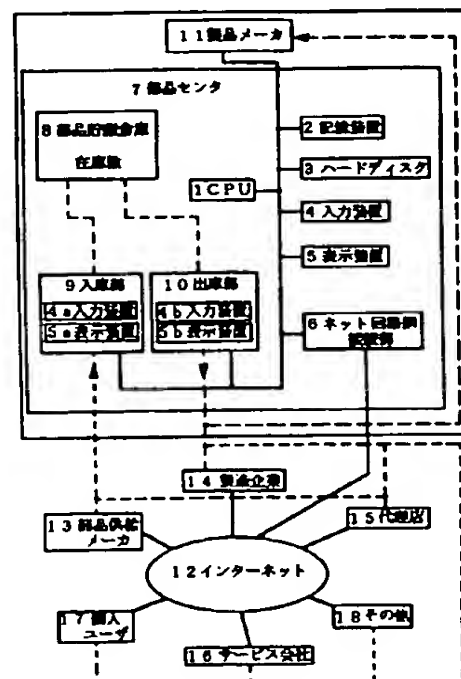 11製品メーカ
7部品センタ
8部品貯蔵倉庫
在庫数
2記憶装置
3ハードディスク
1CPU
4入力装置
5表示装置
9入庫部
4a入力装置
5a表示装置
10出庫部
4b入力装置
5b表示装置
6ネット回路網
14製造企業
13部品供給
メーカ
15代理店
12インターネット
17個人
ユーザ
18その他
16サービス会社